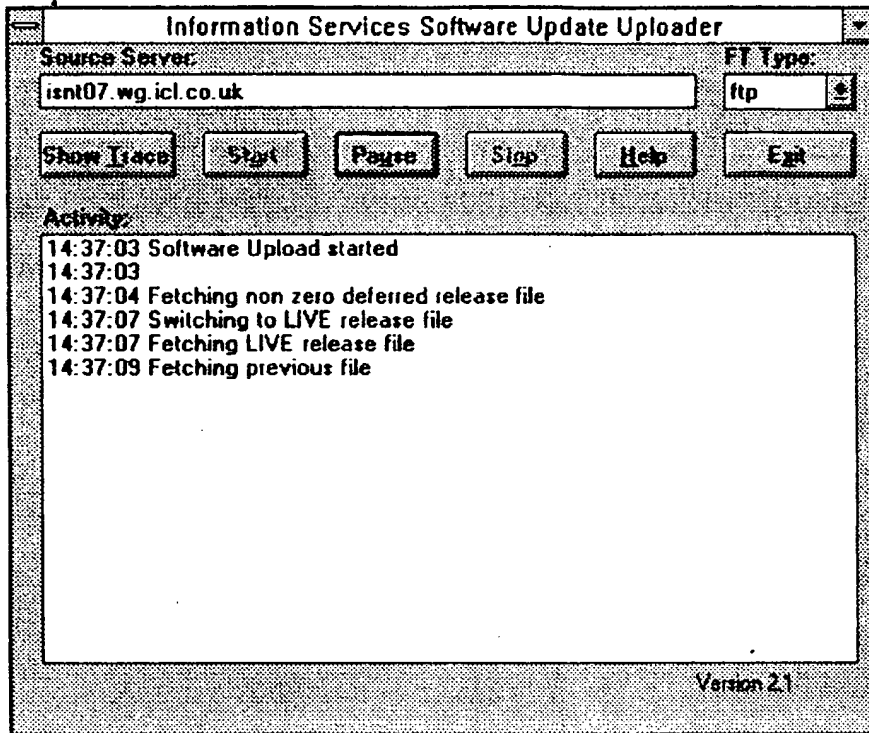 Information Services Software Update Uploader
Source Server: FT Type:
isnt07.wg.icl.co.uk ftp
Show Trace Start Pause Stop Help Exit
Activity:
14:37:03 Software Upload started
14:37:03
14:37:04 Fetching non zero deferred release file
14:37:07 Switching to LIVE release file
14:37:07 Fetching LIVE release file
14:37:09 Fetching previous file
Version 2.1